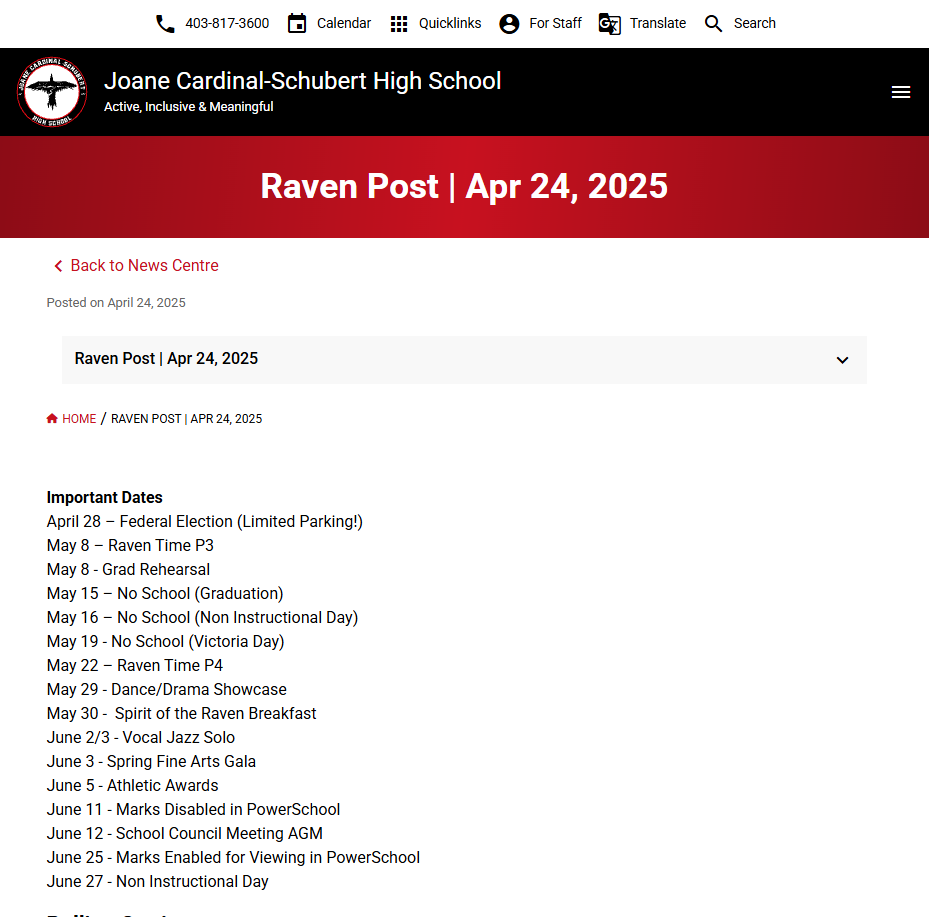 403-817-3600 Calendar Quicklinks For Staff Translate Search
JOANE CARDINAL SCHUBERT
HIGH SCHOOL
Joane Cardinal-Schubert High School
Active, Inclusive & Meaningful
Raven Post | Apr 24, 2025
Back to News Centre
Posted on April 24, 2025
Raven Post | Apr 24, 2025
HOME / RAVEN POST | APR 24, 2025
Important Dates
April 28 – Federal Election (Limited Parking!)
May 8 – Raven Time P3
May 8 - Grad Rehearsal
May 15 – No School (Graduation)
May 16 – No School (Non Instructional Day)
May 19 - No School (Victoria Day)
May 22 – Raven Time P4
May 29 - Dance/Drama Showcase
May 30 -  Spirit of the Raven Breakfast
June 2/3 - Vocal Jazz Solo
June 3 - Spring Fine Arts Gala
June 5 - Athletic Awards
June 11 - Marks Disabled in PowerSchool
June 12 - School Council Meeting AGM
June 25 - Marks Enabled for Viewing in PowerSchool
June 27 - Non Instructional Day